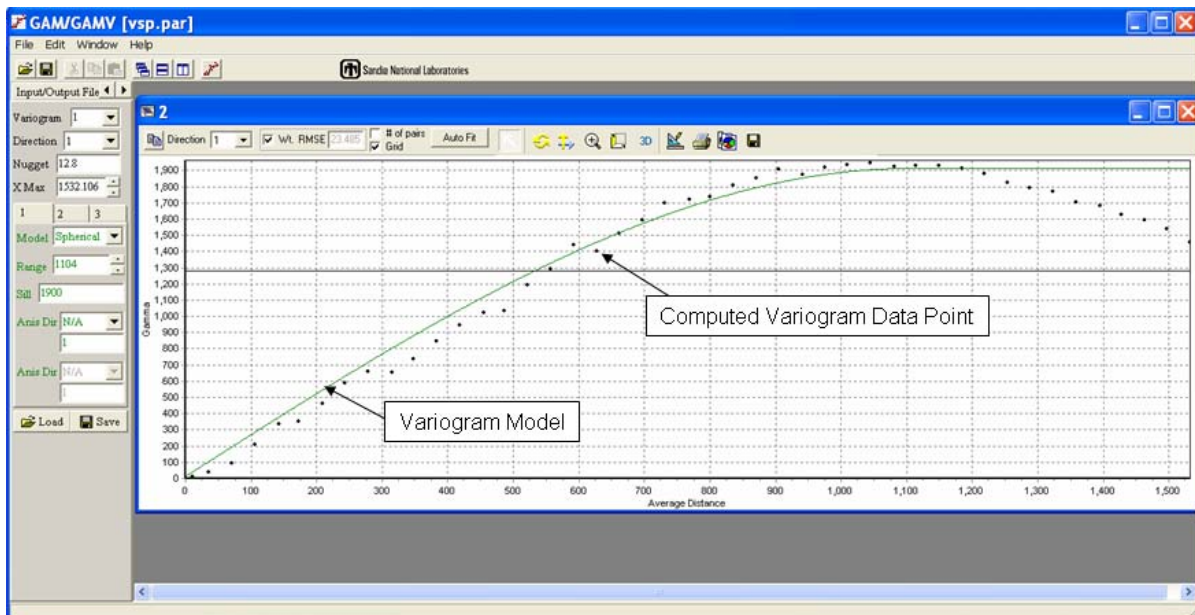 GAM/GAMV [vsp.par]
File Edit Window Help
Sandia National Laboratories
Input/Output File
Variogram 1
Direction 1
Nugget 12.8
X Max 1532.106
1 2 3
Model Spherical
Range 1104
Sill 1900
Anis Dir N/A
1
Anis Dir N/A
1
Load Save
2
Direction 1 Wt. RMSE 23.485 # of pairs Grid Auto Fit 3D
1,900
1,800
1,700
1,600
1,500
1,400
1,300
1,200
1,100
1,000
900
800
700
600
500
400
300
200
100
0
Gamma
Computed Variogram Data Point
Variogram Model
0 100 200 300 400 500 600 700 800 900 1,000 1,100 1,200 1,300 1,400 1,500
Average Distance